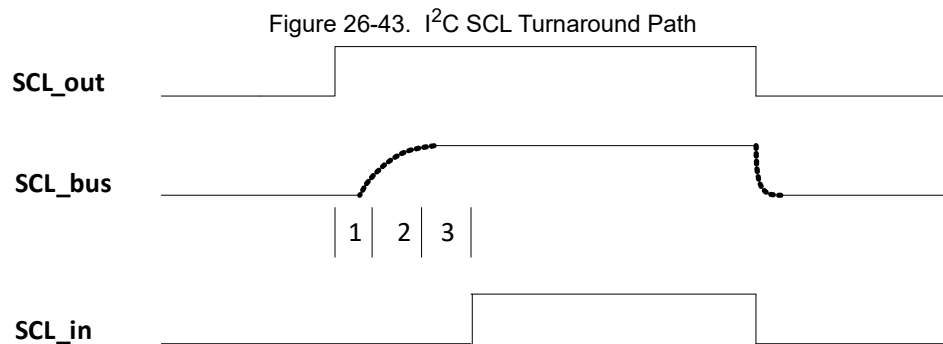 Figure 26-43. I²C SCL Turnaround Path
SCL_out
SCL_bus
1 2 3
SCL_in